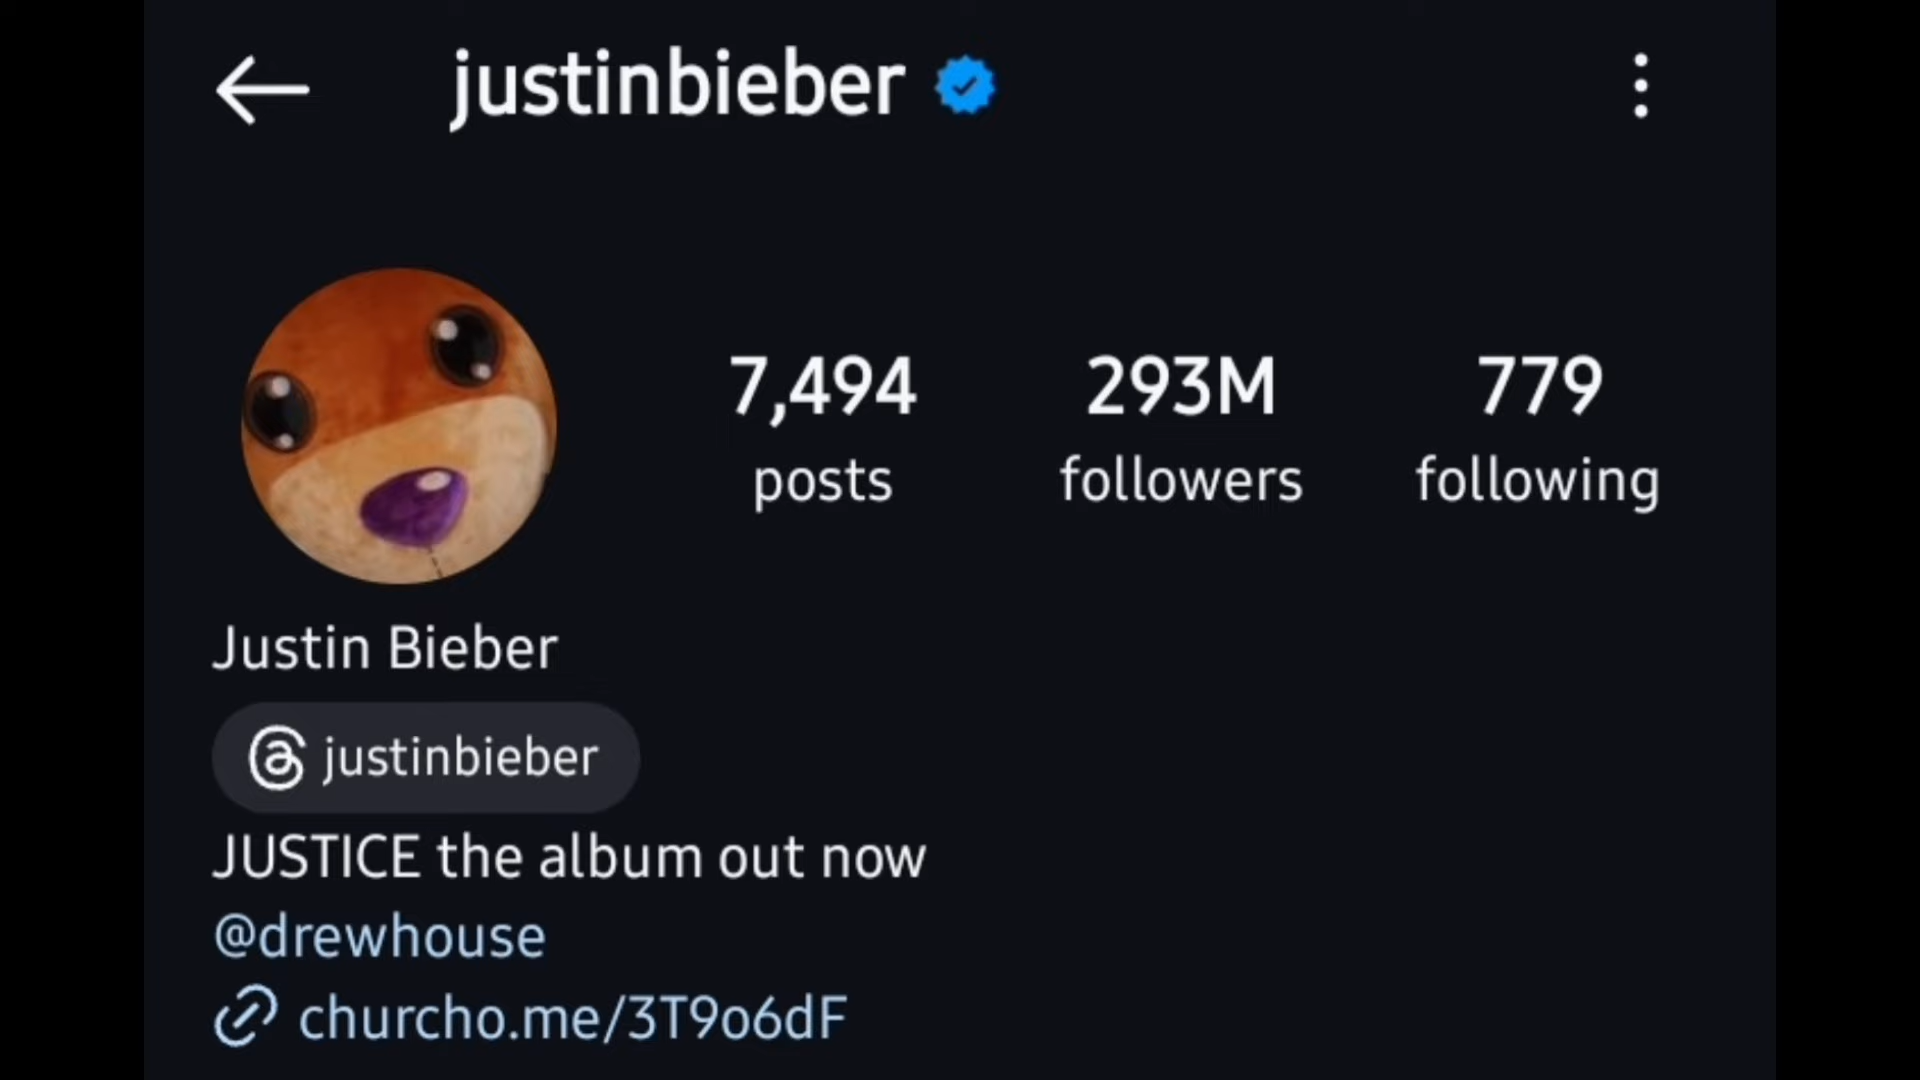 justinbieber
7,494 293M 779
posts followers following
Justin Bieber
justinbieber
JUSTICE the album out now
@drewhouse
churcho.me/3T9o6dF